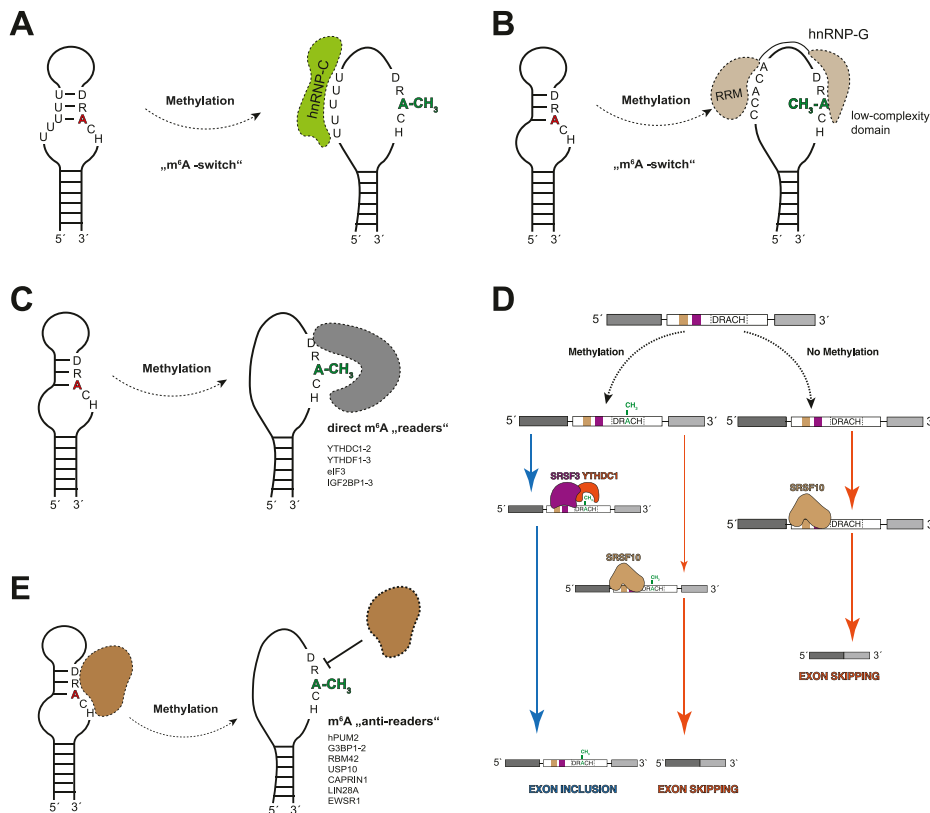 A
U
U
U
U
U
U
D
R
A
C
H
5´ 3´
Methylation
„m⁶A -switch“
hnRNP-C
U
U
U
U
U
U
D
R
A-CH₃
C
H
5´ 3´
B
D
R
A
C
H
5´ 3´
Methylation
„m⁶A -switch“
hnRNP-G
RRM
A
C
A
C
C
D
R
CH₃-A
C
H
low-complexity
domain
5´ 3´
C
D
R
A
C
H
5´ 3´
Methylation
D
R
A-CH₃
C
H
5´ 3´
direct m⁶A „readers“
YTHDC1-2
YTHDF1-3
eIF3
IGF2BP1-3
D
5´ DRACH 3´
Methylation
No Methylation
CH₃
5´ DRACH 3´
5´ DRACH 3´
SRSF3 YTHDC1
CH₃
5´ DRACH 3´
SRSF10
5´ DRACH 3´
SRSF10
CH₃
5´ DRACH 3´
5´ 3´
EXON SKIPPING
CH₃
5´ DRACH 3´
5´ 3´
EXON INCLUSION
EXON SKIPPING
E
D
R
A
C
H
5´ 3´
Methylation
D
R
A-CH₃
C
H
5´ 3´
m⁶A „anti-readers“
hPUM2
G3BP1-2
RBM42
USP10
CAPRIN1
LIN28A
EWSR1